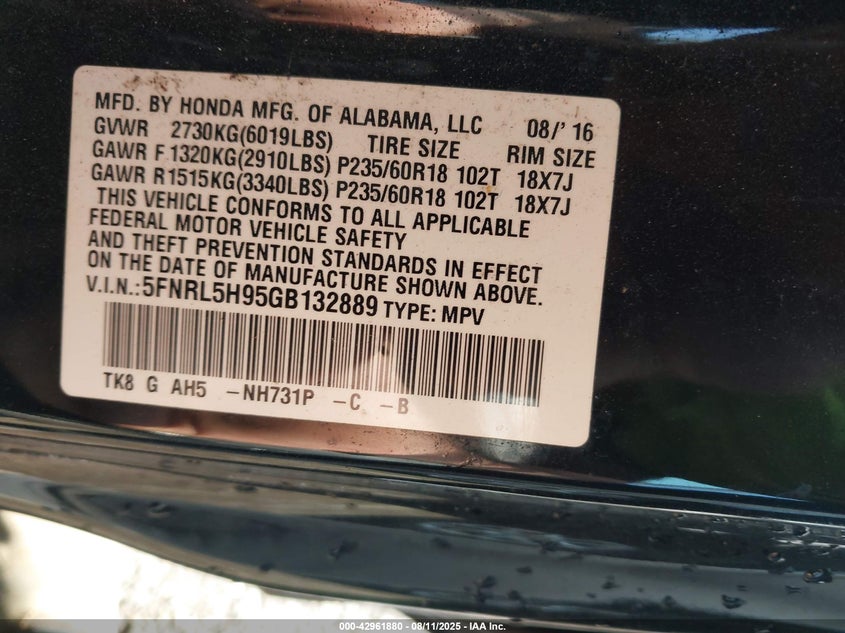 MFD. BY HONDA MFG. OF ALABAMA, LLC 08/' 16
GVWR 2730KG(6019LBS) TIRE SIZE RIM SIZE
GAWR F 1320KG(2910LBS) P235/60R18 102T 18X7J
GAWR R1515KG(3340LBS) P235/60R18 102T 18X7J
THIS VEHICLE CONFORMS TO ALL APPLICABLE
FEDERAL MOTOR VEHICLE SAFETY
AND THEFT PREVENTION STANDARDS IN EFFECT
ON THE DATE OF MANUFACTURE SHOWN ABOVE.
V.I.N.:5FNRL5H95GB132889 TYPE: MPV
TK8 G AH5 -NH731P -C -B
000-42961880 - 08/11/2025 - IAA Inc.